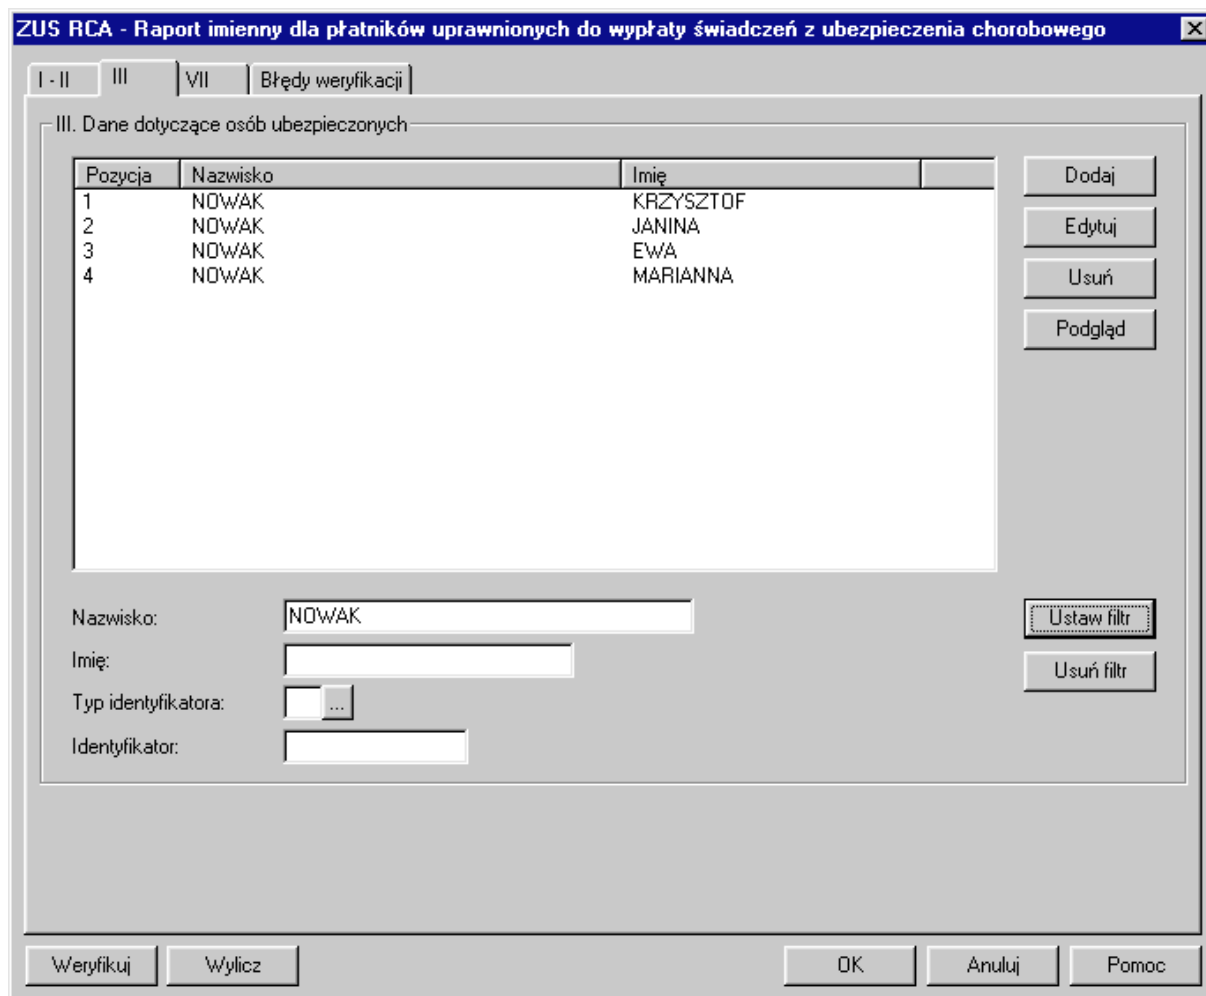 ZUS RCA - Raport imienny dla płatników uprawnionych do wypłaty świadczeń z ubezpieczenia chorobowego
I - II III VII Błędy weryfikacji
III. Dane dotyczące osób ubezpieczonych
Pozycja Nazwisko Imię
1 NOWAK KRZYSZTOF
2 NOWAK JANINA
3 NOWAK EWA
4 NOWAK MARIANNA
Dodaj
Edytuj
Usuń
Podgląd
Nazwisko: NOWAK
Imię:
Typ identyfikatora: ...
Identyfikator:
Ustaw filtr
Usuń filtr
Weryfikuj Wylicz OK Anuluj Pomoc